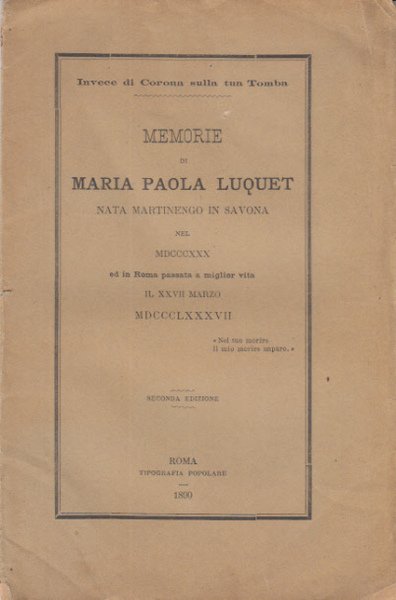 Invece di Corona sulla tua Tomba
MEMORIE
DI
MARIA PAOLA LUQUET
NATA MARTINENGO IN SAVONA
NEL
MDCCCXXX
ed in Roma passata a miglior vita
IL XXVII MARZO
MDCCCLXXXVII
« Nel tuo morire
Il mio morire imparo. »
SECONDA EDIZIONE
ROMA
TIPOGRAFIA POPOLARE
1890